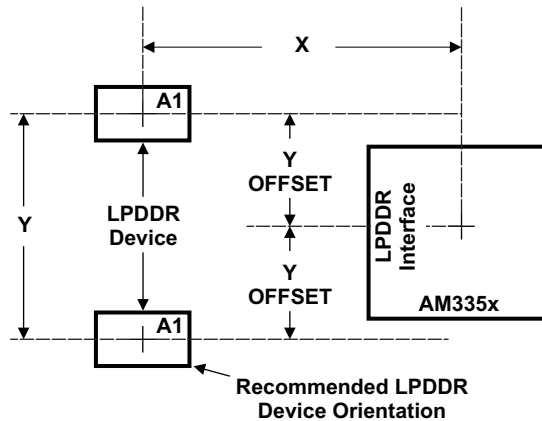 X
A1
Y
OFFSET
LPDDR
Interface
Y
LPDDR
Device
Y
OFFSET
AM335x
A1
Recommended LPDDR
Device Orientation